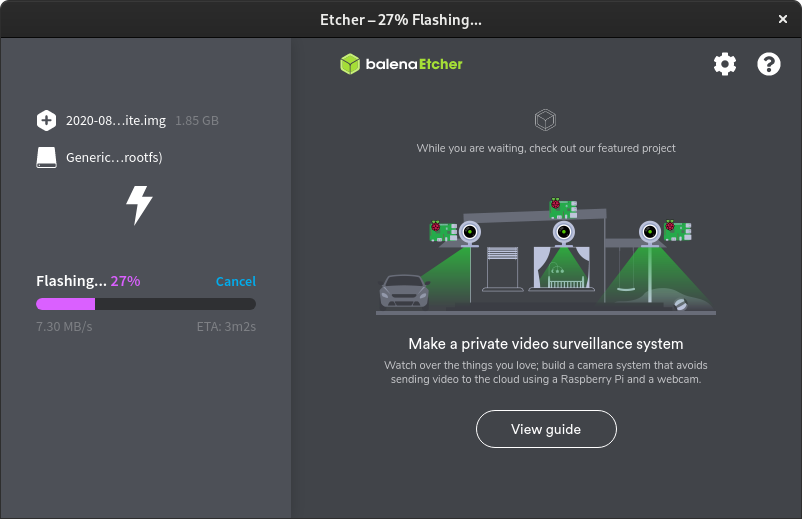 Etcher – 27% Flashing...
balenaEtcher
2020-08...ite.img 1.85 GB
Generic...rootfs)
Flashing... 27% Cancel
7.30 MB/s ETA: 3m2s
While you are waiting, check out our featured project
Make a private video surveillance system
Watch over the things you love; build a camera system that avoids
sending video to the cloud using a Raspberry Pi and a webcam.
View guide